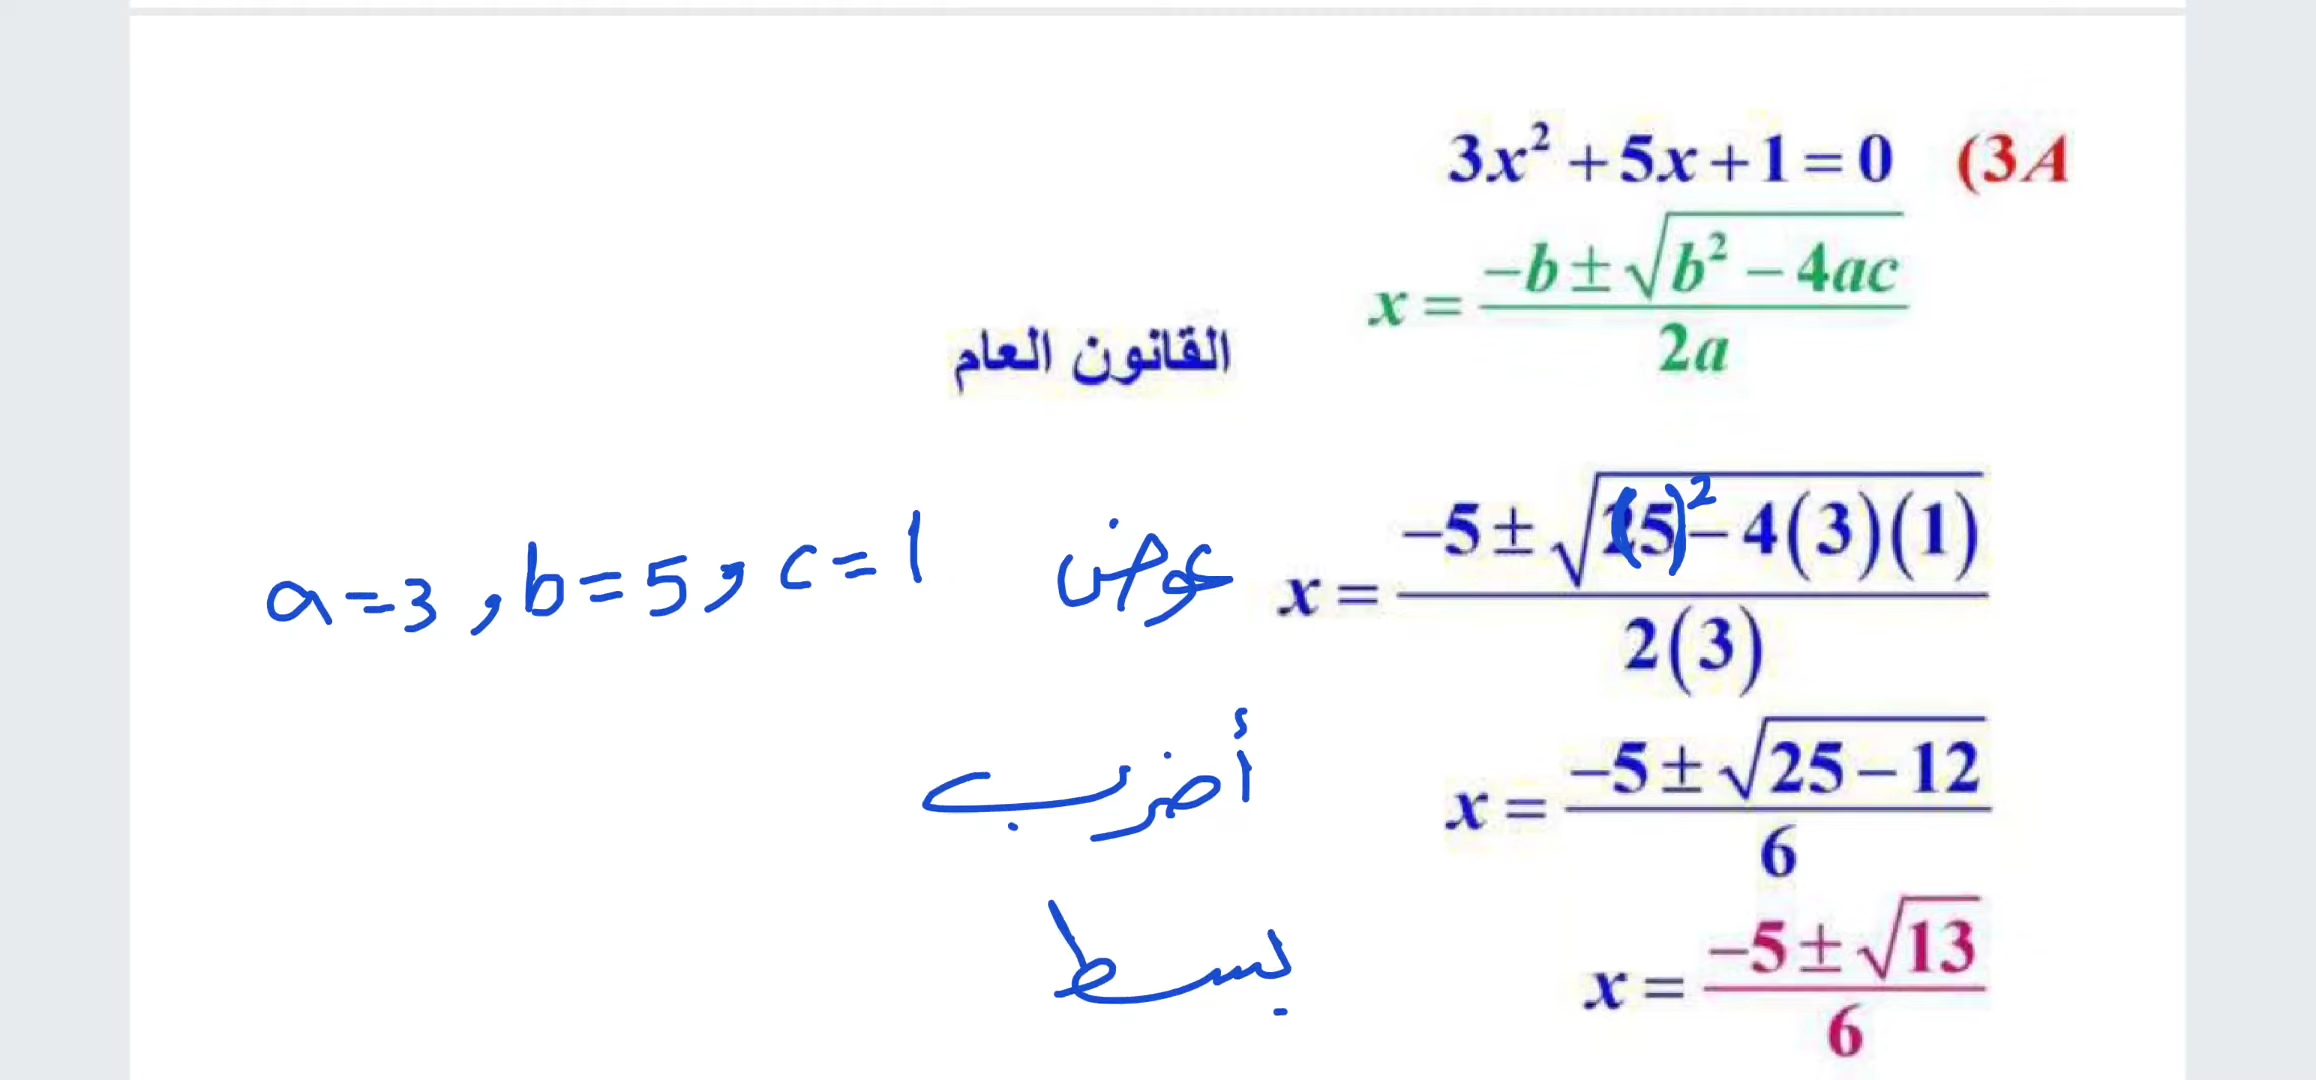 3x² + 5x + 1 = 0 (3A
x = (-b ± √(b² - 4ac)) / 2a
القانون العام
x = (-5 ± √((5)² - 4(3)(1))) / 2(3)
عوض a = 3 , b = 5 , c = 1
x = (-5 ± √(25 - 12)) / 6
أضرب
x = (-5 ± √13) / 6
بسط